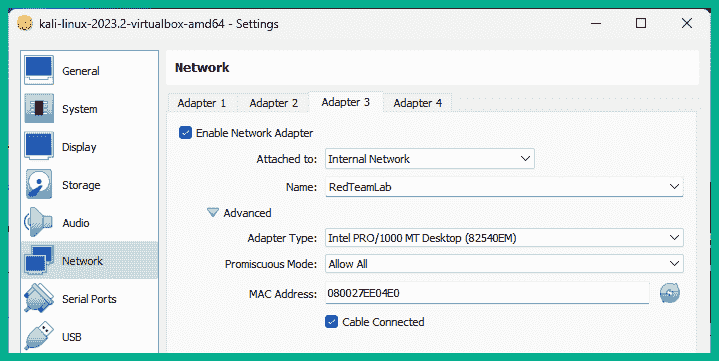 kali-linux-2023.2-virtualbox-amd64 - Settings
General
System
Display
Storage
Audio
Network
Serial Ports
USB
Network
Adapter 1 Adapter 2 Adapter 3 Adapter 4
Enable Network Adapter
Attached to: Internal Network
Name: RedTeamLab
Advanced
Adapter Type: Intel PRO/1000 MT Desktop (82540EM)
Promiscuous Mode: Allow All
MAC Address: 080027EE04E0
Cable Connected